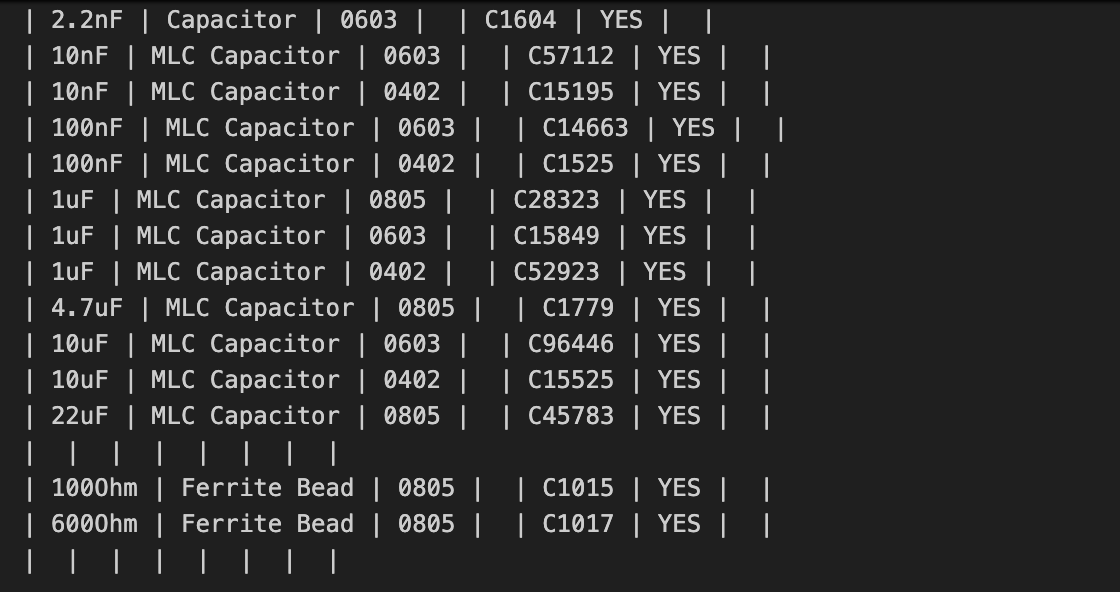 | 2.2nF | Capacitor | 0603 |  | C1604 | YES |  |
| 10nF | MLC Capacitor | 0603 |  | C57112 | YES |  |
| 10nF | MLC Capacitor | 0402 |  | C15195 | YES |  |
| 100nF | MLC Capacitor | 0603 |  | C14663 | YES |  |
| 100nF | MLC Capacitor | 0402 |  | C1525 | YES |  |
| 1uF | MLC Capacitor | 0805 |  | C28323 | YES |  |
| 1uF | MLC Capacitor | 0603 |  | C15849 | YES |  |
| 1uF | MLC Capacitor | 0402 |  | C52923 | YES |  |
| 4.7uF | MLC Capacitor | 0805 |  | C1779 | YES |  |
| 10uF | MLC Capacitor | 0603 |  | C96446 | YES |  |
| 10uF | MLC Capacitor | 0402 |  | C15525 | YES |  |
| 22uF | MLC Capacitor | 0805 |  | C45783 | YES |  |
|  |  |  |  |  |  |  |
| 100Ohm | Ferrite Bead | 0805 |  | C1015 | YES |  |
| 600Ohm | Ferrite Bead | 0805 |  | C1017 | YES |  |
|  |  |  |  |  |  |  |